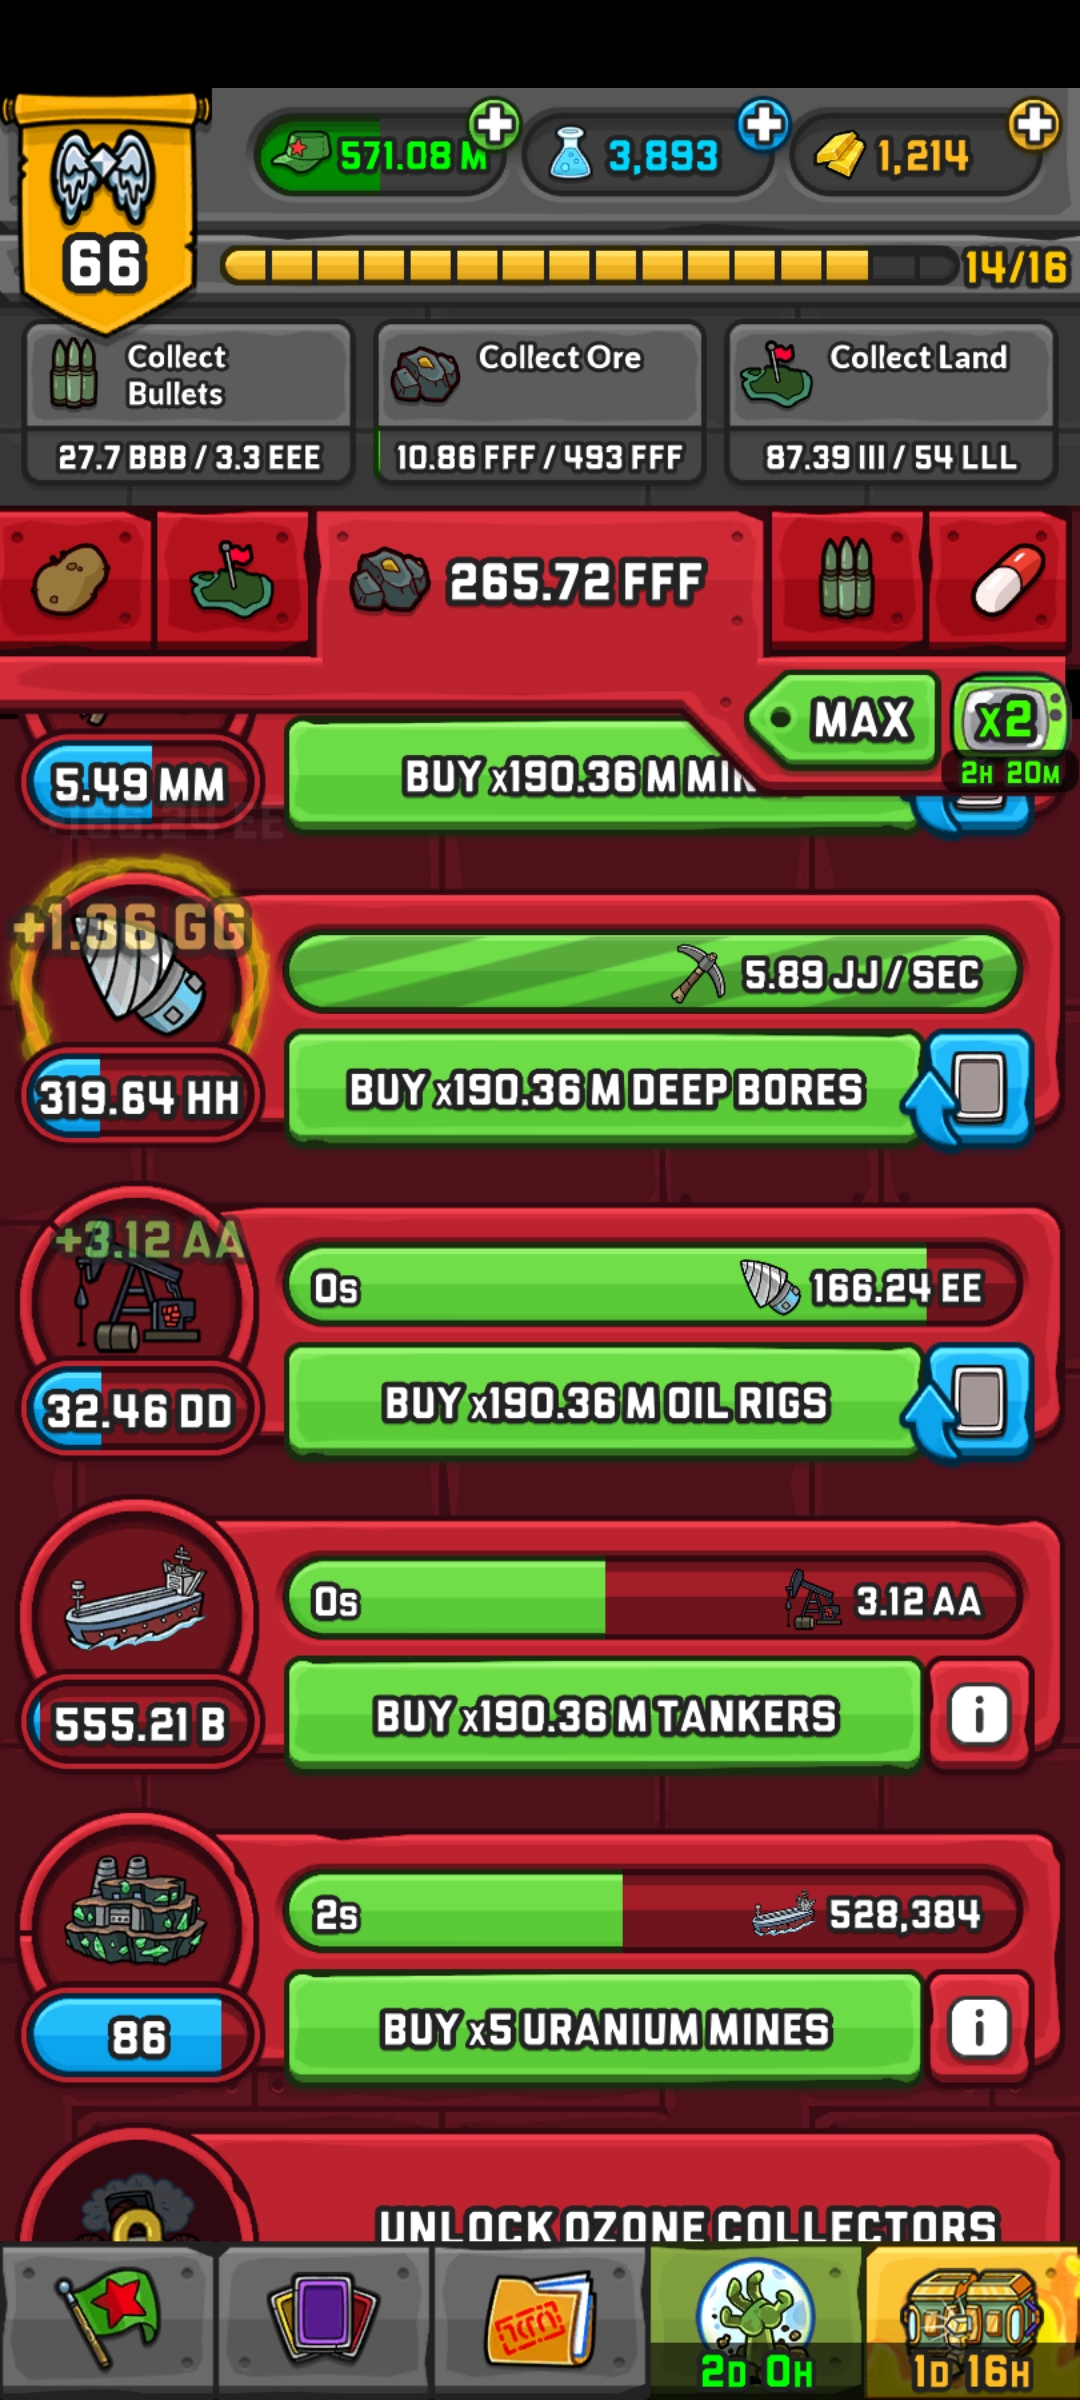 571.08 M
3,893
1,214
66
14/16
Collect
Bullets
27.7 BBB / 3.3 EEE
Collect Ore
10.86 FFF / 493 FFF
Collect Land
87.39 III / 54 LLL
265.72 FFF
MAX
x2
2H 20M
5.49 MM
BUY x190.36 M
+166.24 EE
+1.36 GG
5.89 JJ / SEC
319.64 HH
BUY x190.36 M DEEP BORES
+3.12 AA
0s
166.24 EE
32.46 DD
BUY x190.36 M OIL RIGS
0s
3.12 AA
555.21 B
BUY x190.36 M TANKERS
i
2s
528,384
86
BUY x5 URANIUM MINES
i
UNLOCK OZONE COLLECTORS
2D 0H
1D 16H